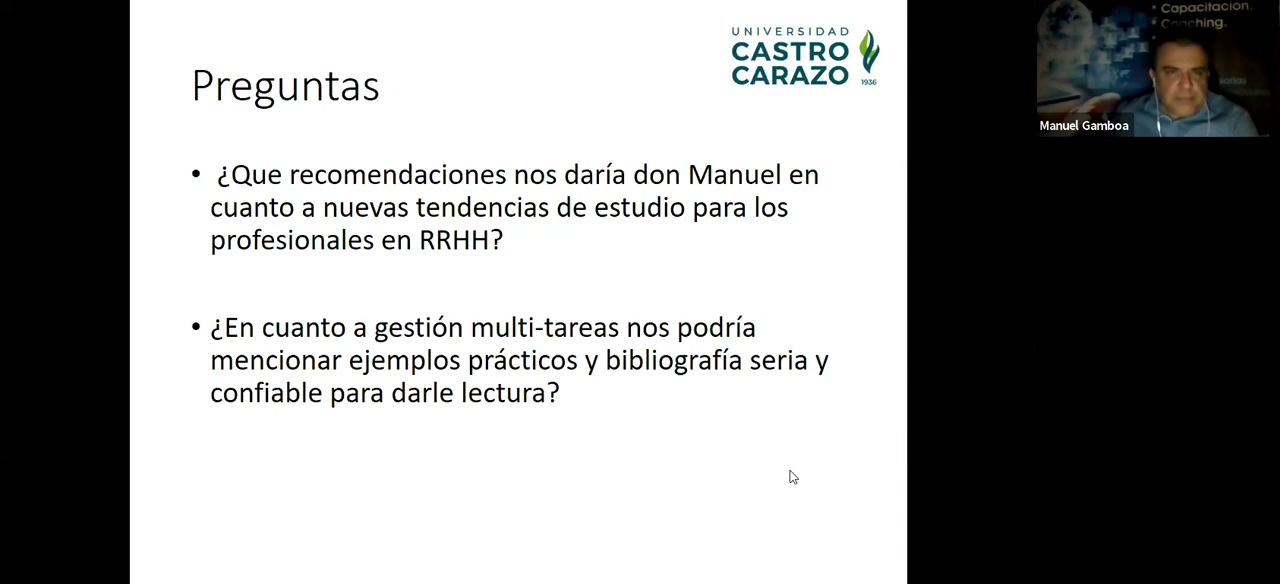 UNIVERSIDAD
CASTRO
CARAZO
1936
Preguntas
• ¿Que recomendaciones nos daría don Manuel en
cuanto a nuevas tendencias de estudio para los
profesionales en RRHH?
• ¿En cuanto a gestión multi-tareas nos podría
mencionar ejemplos prácticos y bibliografía seria y
confiable para darle lectura?
• Capacitación.
Coaching.
Manuel Gamboa